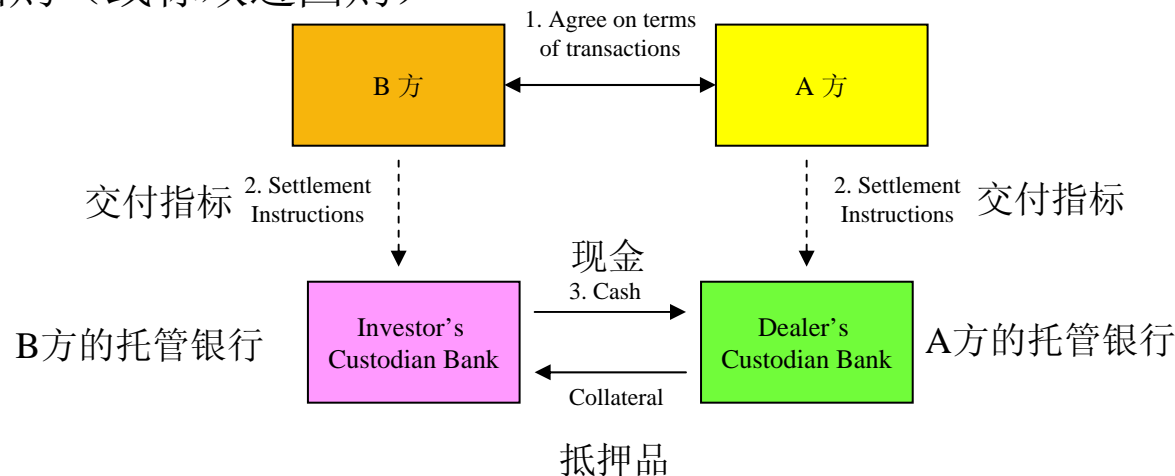 1. Agree on terms
of transactions
B 方
A 方
交付指标
2. Settlement
Instructions
2. Settlement
Instructions
交付指标
现金
3. Cash
B方的托管银行
Investor's
Custodian Bank
Dealer's
Custodian Bank
A方的托管银行
Collateral
抵押品